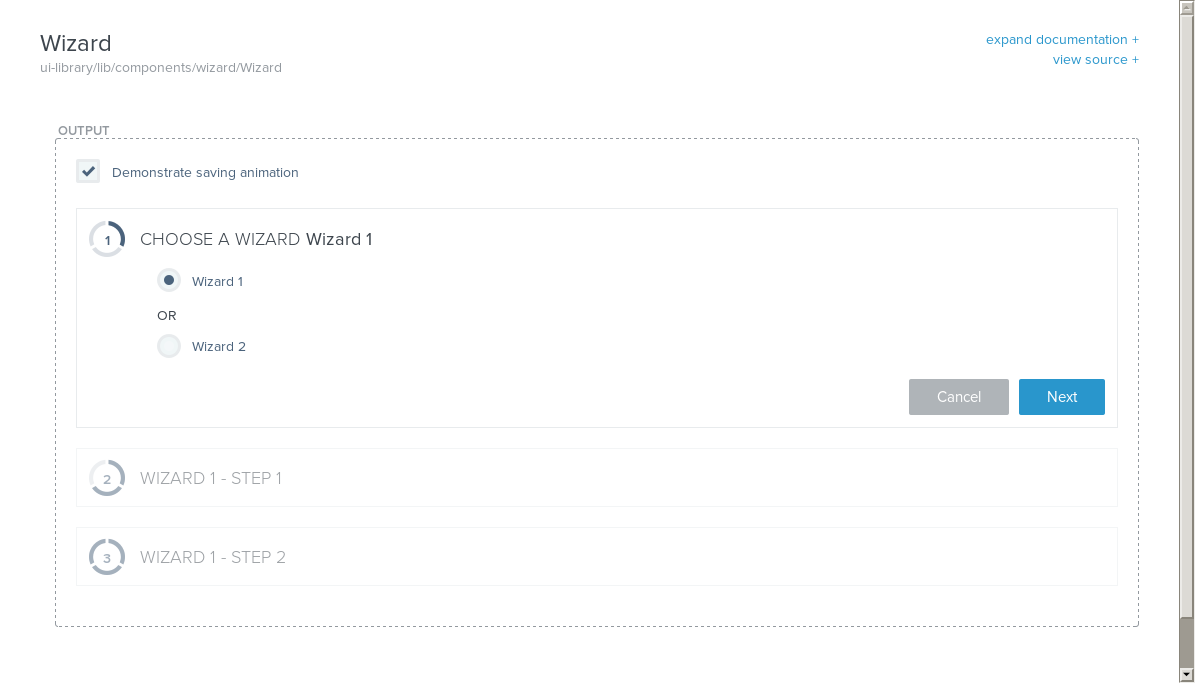 Wizard
expand documentation +
ui-library/lib/components/wizard/Wizard
view source +
OUTPUT
Demonstrate saving animation
1
CHOOSE A WIZARD Wizard 1
Wizard 1
OR
Wizard 2
Cancel
Next
2
WIZARD 1 - STEP 1
3
WIZARD 1 - STEP 2